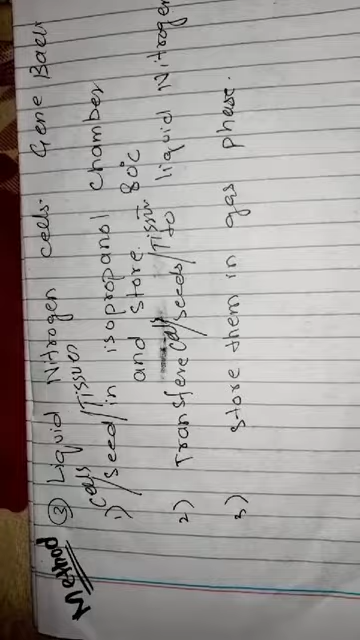 Method
③ Liquid Nitrogen cells. Gene Bank
1) Cells/Seed/Tissues in isopropanol chamber
and store 80°C
2) Transfere Cells/Seeds/Tissues to liquid Nitrogen
3) Store them in gas phase.